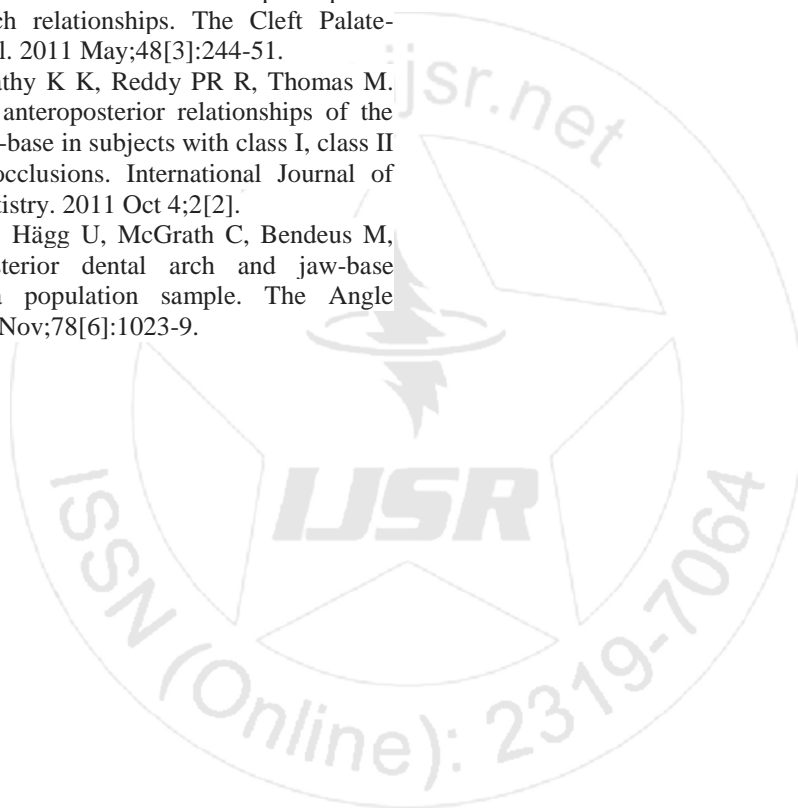 ch relationships. The Cleft Palate-
l. 2011 May;48[3]:244-51.
athy K K, Reddy PR R, Thomas M.
anteroposterior relationships of the
-base in subjects with class I, class II
occlusions. International Journal of
tistry. 2011 Oct 4;2[2].
Hägg U, McGrath C, Bendeus M,
sterior dental arch and jaw-base
a population sample. The Angle
Nov;78[6]:1023-9.
ijsr.net
IJSR
ISSN (Online): 2319-7064